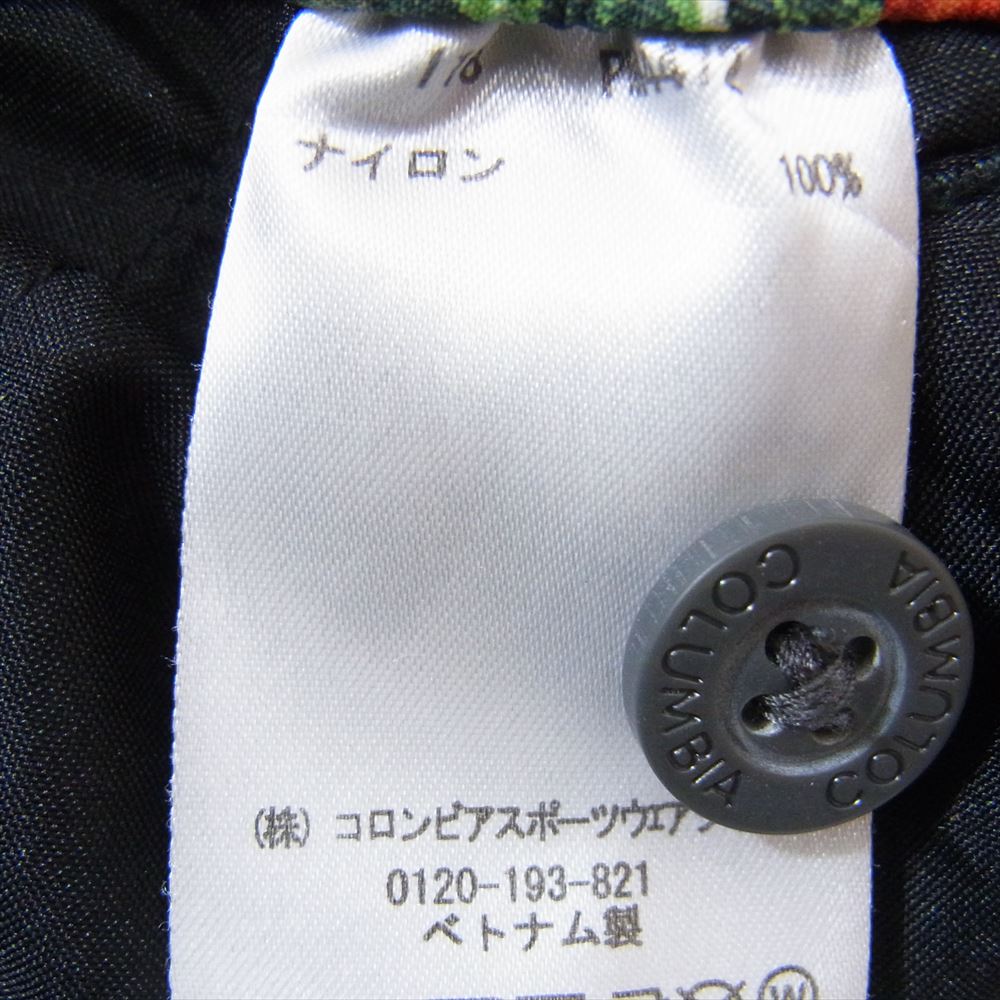 ナイロン 100%
(株) コロンビアスポーツウエア
0120-193-821
ベトナム製
COLUMBIA
COLUMBIA
W